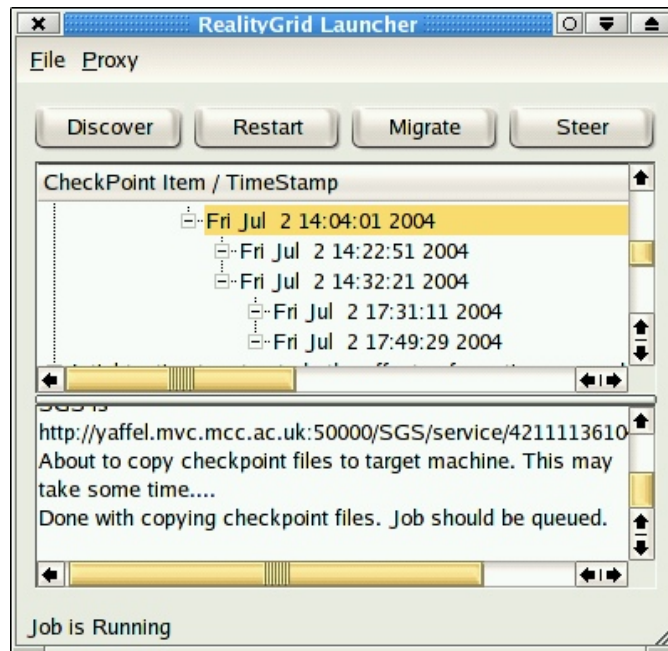 RealityGrid Launcher
File Proxy
Discover Restart Migrate Steer
CheckPoint Item / TimeStamp
Fri Jul 2 14:04:01 2004
Fri Jul 2 14:22:51 2004
Fri Jul 2 14:32:21 2004
Fri Jul 2 17:31:11 2004
Fri Jul 2 17:49:29 2004
SGS is
http://yaffel.mvc.mcc.ac.uk:50000/SGS/service/4211113610
About to copy checkpoint files to target machine. This may
take some time....
Done with copying checkpoint files. Job should be queued.
Job is Running